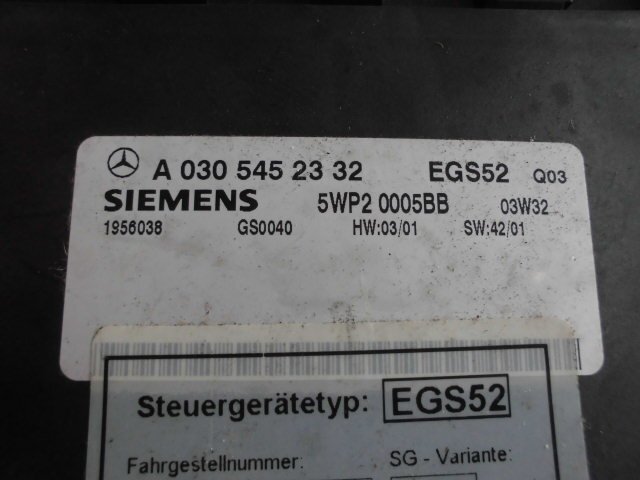 A 030 545 23 32 EGS52 Q03
SIEMENS 5WP2 0005BB 03W32
1956038 GS0040 HW:03/01 SW:42/01
Steuergerätetyp: EGS52
Fahrgestellnummer: SG - Variante: